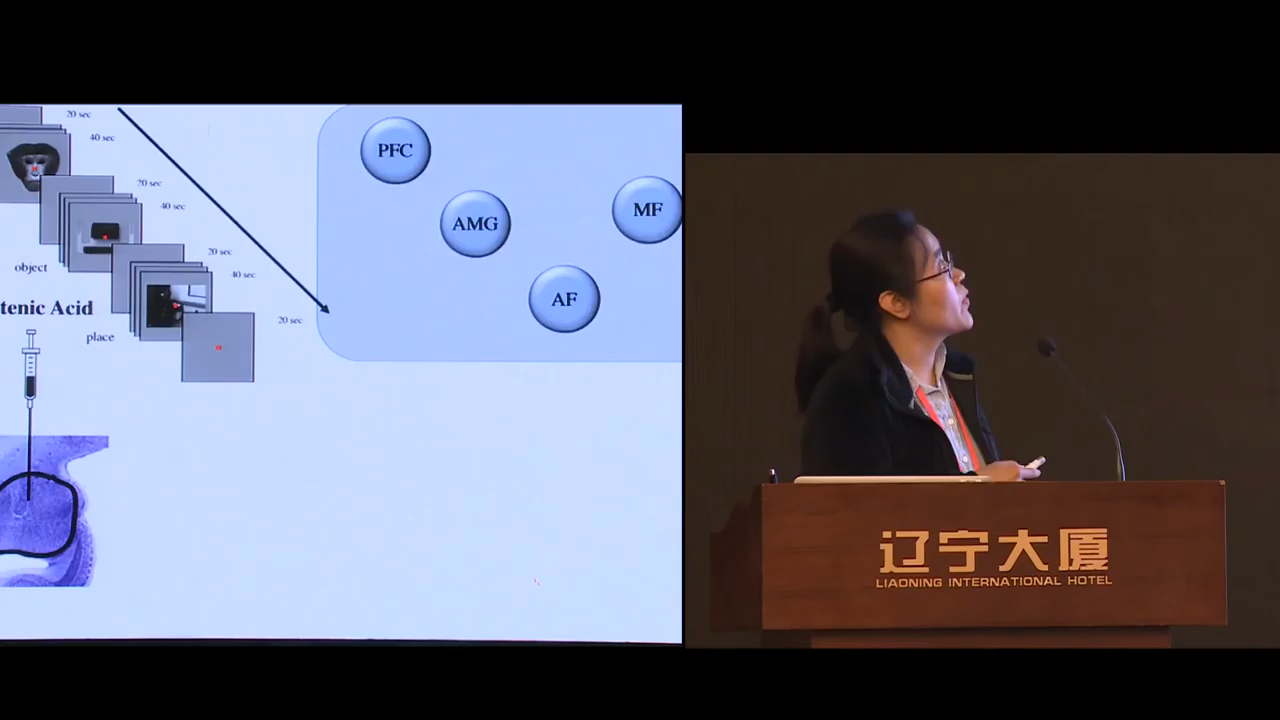 20 sec
40 sec
20 sec
40 sec
20 sec
40 sec
20 sec
object
tenic Acid
place
PFC
AMG
MF
AF
辽宁大厦
LIAONING INTERNATIONAL HOTEL